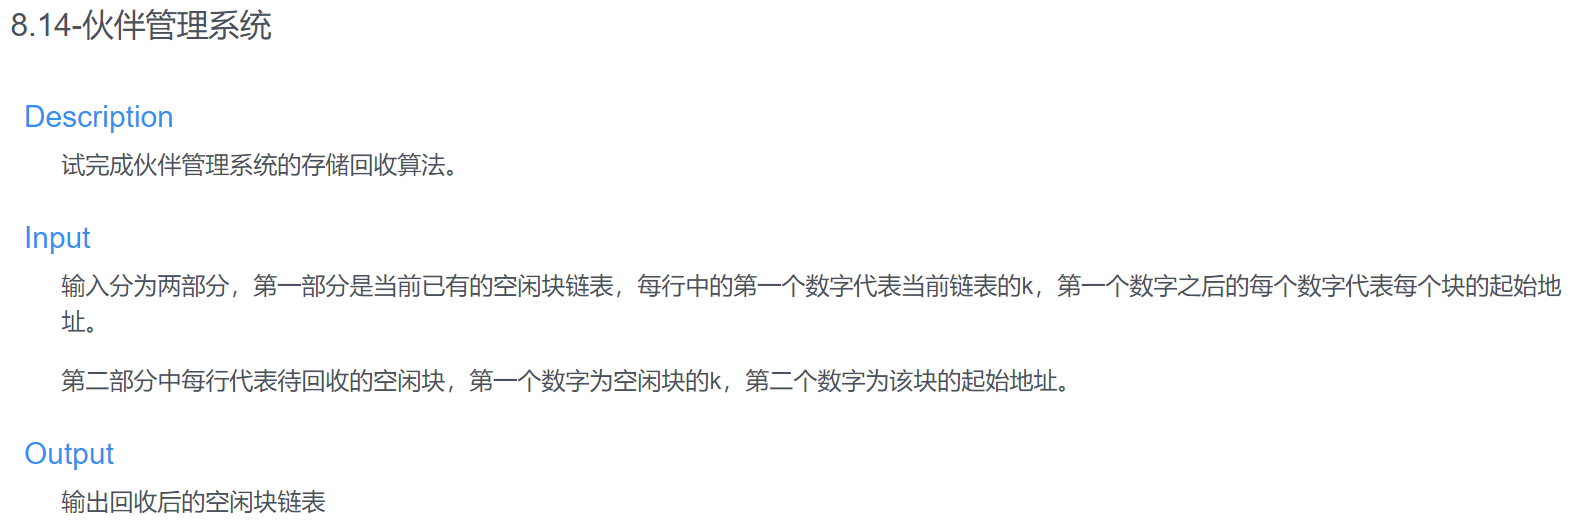 8.14-伙伴管理系统
Description
试完成伙伴管理系统的存储回收算法。
Input
输入分为两部分，第一部分是当前已有的空闲块链表，每行中的第一个数字代表当前链表的k，第一个数字之后的每个数字代表每个块的起始地
址。
第二部分中每行代表待回收的空闲块，第一个数字为空闲块的k，第二个数字为该块的起始地址。
Output
输出回收后的空闲块链表